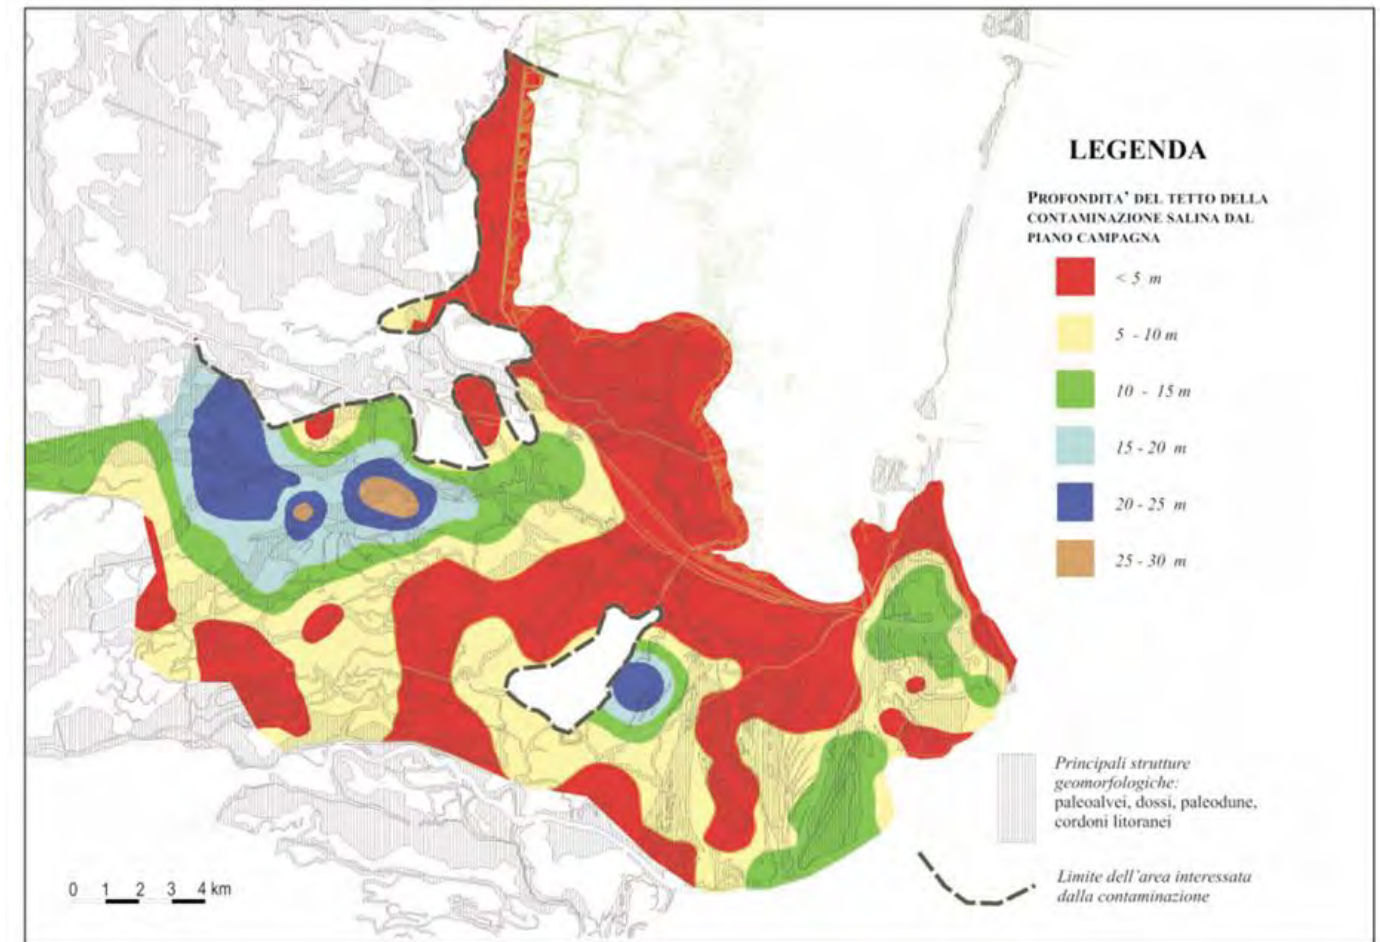 LEGENDA
PROFONDITA' DEL TETTO DELLA
CONTAMINAZIONE SALINA DAL
PIANO CAMPAGNA
< 5 m
5 - 10 m
10 - 15 m
15 - 20 m
20 - 25 m
25 - 30 m
Principali strutture
geomorfologiche:
paleoalvei, dossi, paleodune,
cordoni litoranei
Limite dell'area interessata
dalla contaminazione
0 1 2 3 4 km